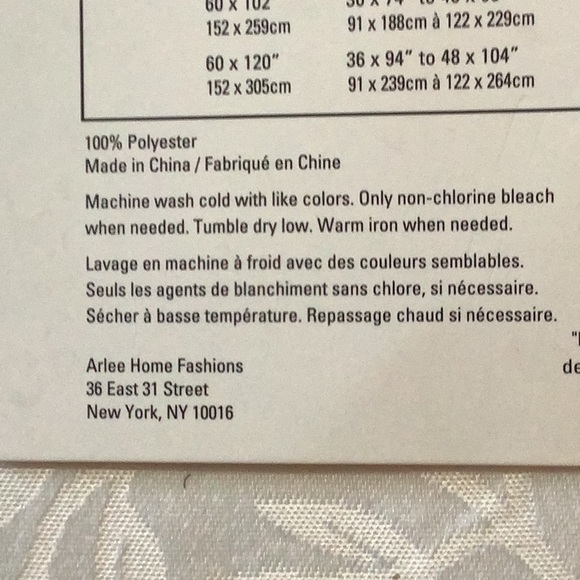 60 x 102"
152 x 259cm 91 x 188cm à 122 x 229cm
60 x 120" 36 x 94" to 48 x 104"
152 x 305cm 91 x 239cm à 122 x 264cm
100% Polyester
Made in China / Fabriqué en Chine
Machine wash cold with like colors. Only non-chlorine bleach
when needed. Tumble dry low. Warm iron when needed.
Lavage en machine à froid avec des couleurs semblables.
Seuls les agents de blanchiment sans chlore, si nécessaire.
Sécher à basse température. Repassage chaud si nécessaire.
Arlee Home Fashions de
36 East 31 Street
New York, NY 10016